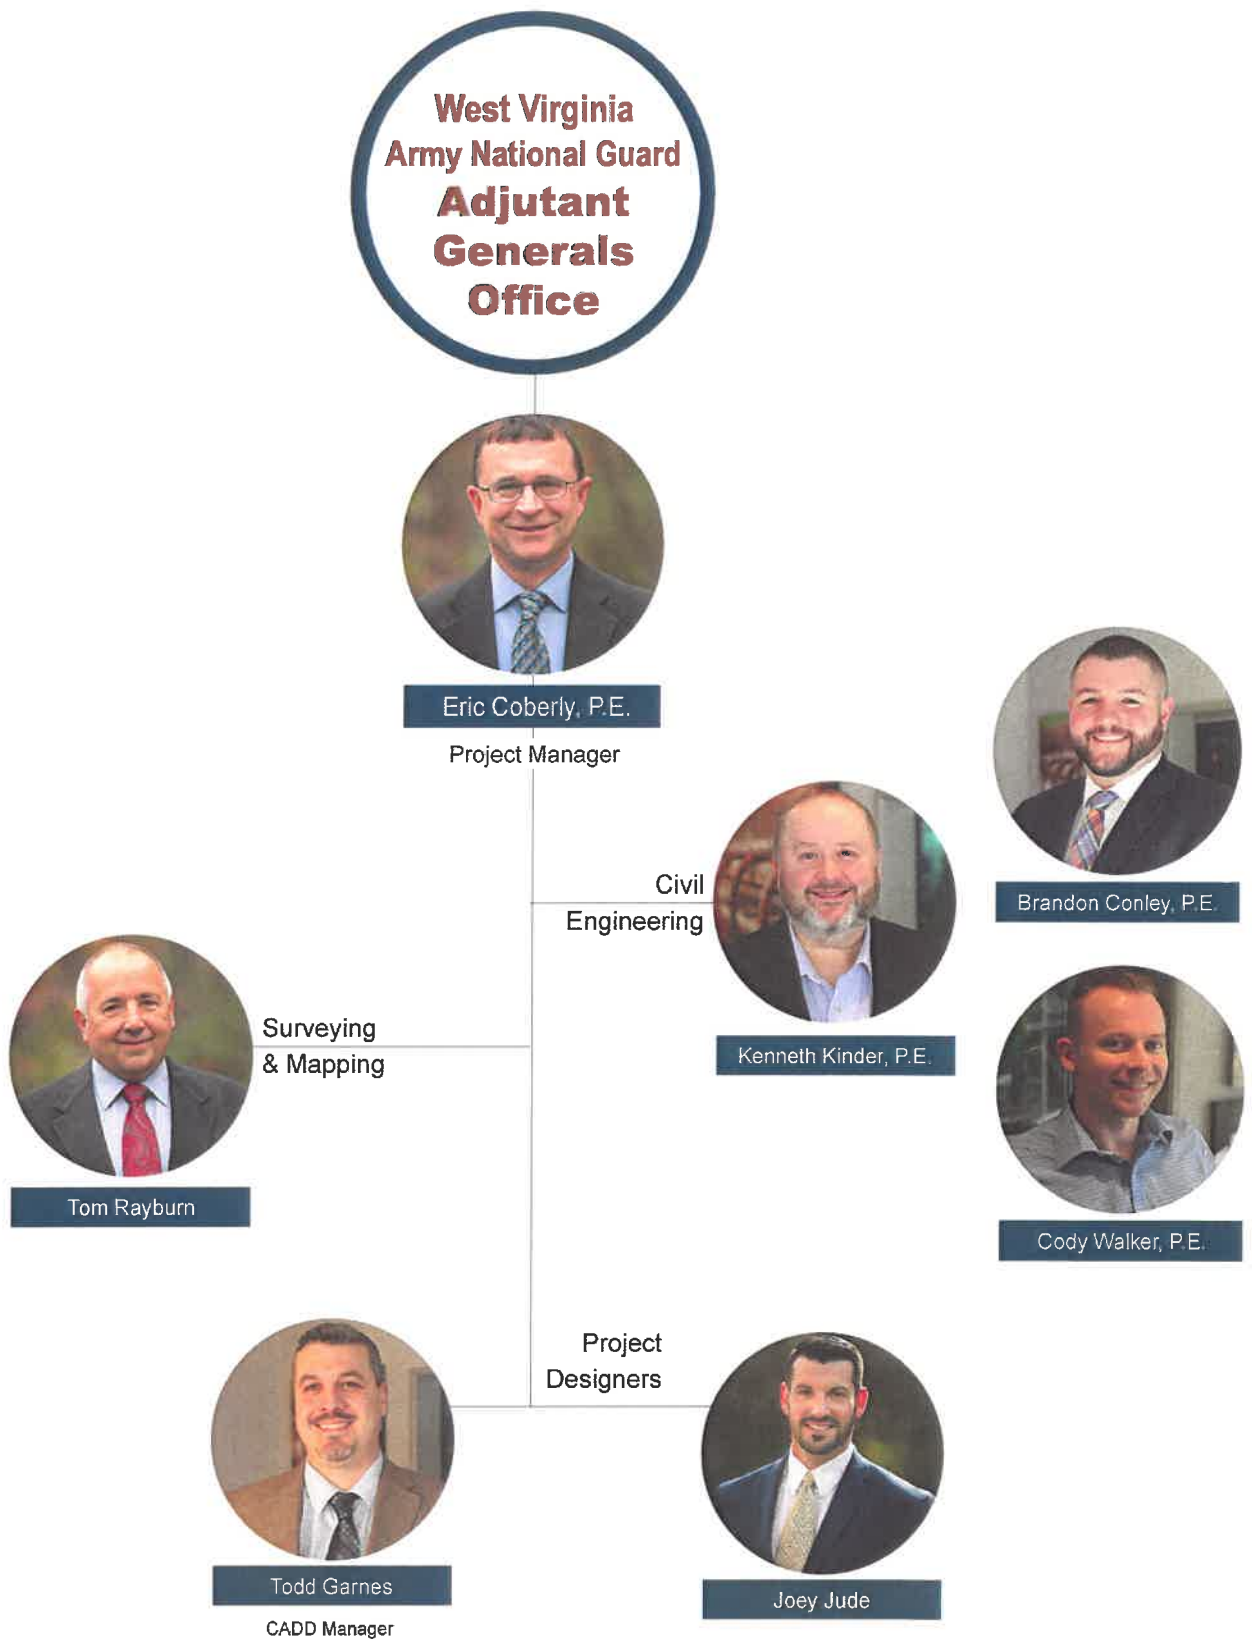 West Virginia
Army National Guard
Adjutant
Generals
Office
Eric Coberly, P.E.
Project Manager
Brandon Conley, P.E.
Civil
Engineering
Kenneth Kinder, P.E.
Surveying
& Mapping
Tom Rayburn
Cody Walker, P.E.
Project
Designers
Todd Garnes
CADD Manager
Joey Jude